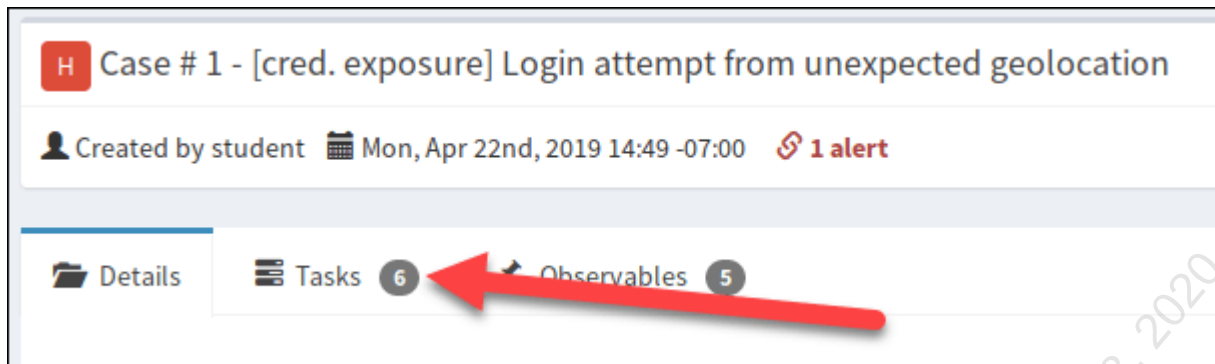 H Case # 1 - [cred. exposure] Login attempt from unexpected geolocation
Created by student Mon, Apr 22nd, 2019 14:49 -07:00 1 alert
Details Tasks 6 Observables 5
2020